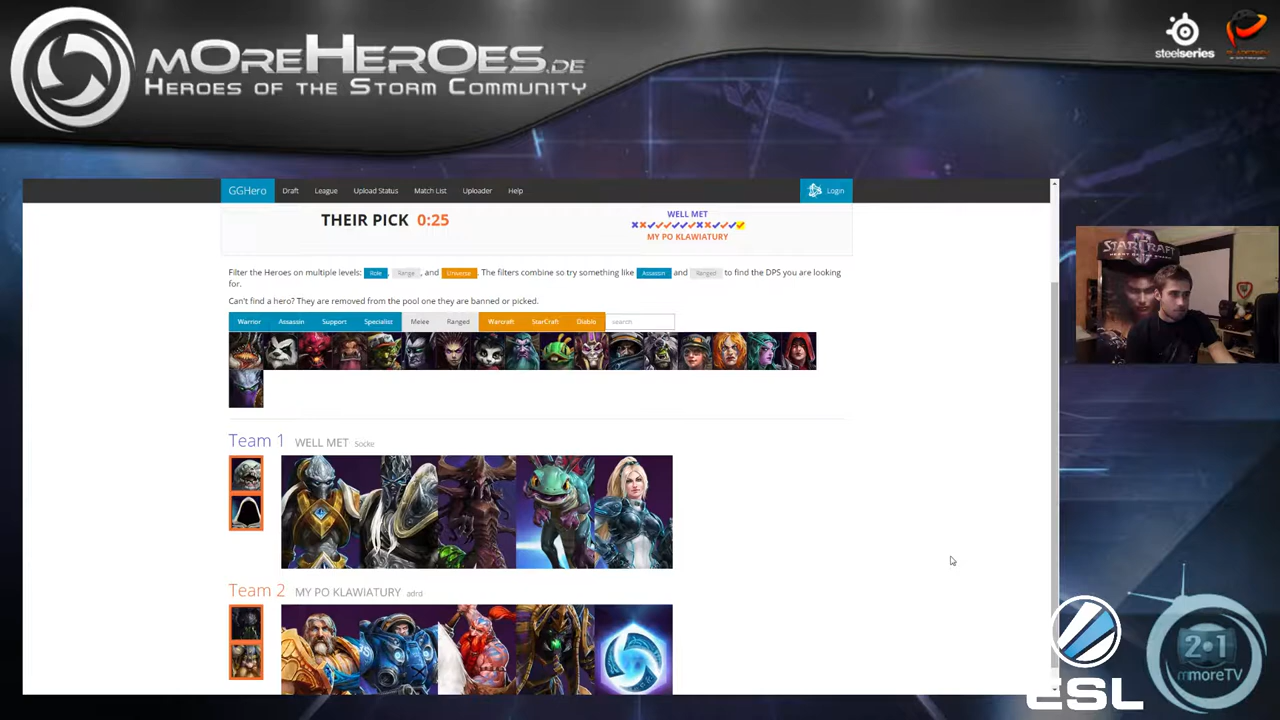 MOREHEROES.DE
HEROES OF THE STORM COMMUNITY
steelseries
GGHero Draft League Upload Status Match List Uploader Help Login
THEIR PICK 0:25
WELL MET
MY PO KLAWIATURY
Filter the Heroes on multiple levels: Role, Range, and Universe. The filters combine so try something like Assassin and Ranged to find the DPS you are looking
for.
Can't find a hero? They are removed from the pool one they are banned or picked.
Warrior Assassin Support Specialist Melee Ranged Warcraft StarCraft Diablo search
STARCRAFT
Team 1 WELL MET Socke
Team 2 MY PO KLAWIATURY adrd
ESL
2·1
mmoreTV